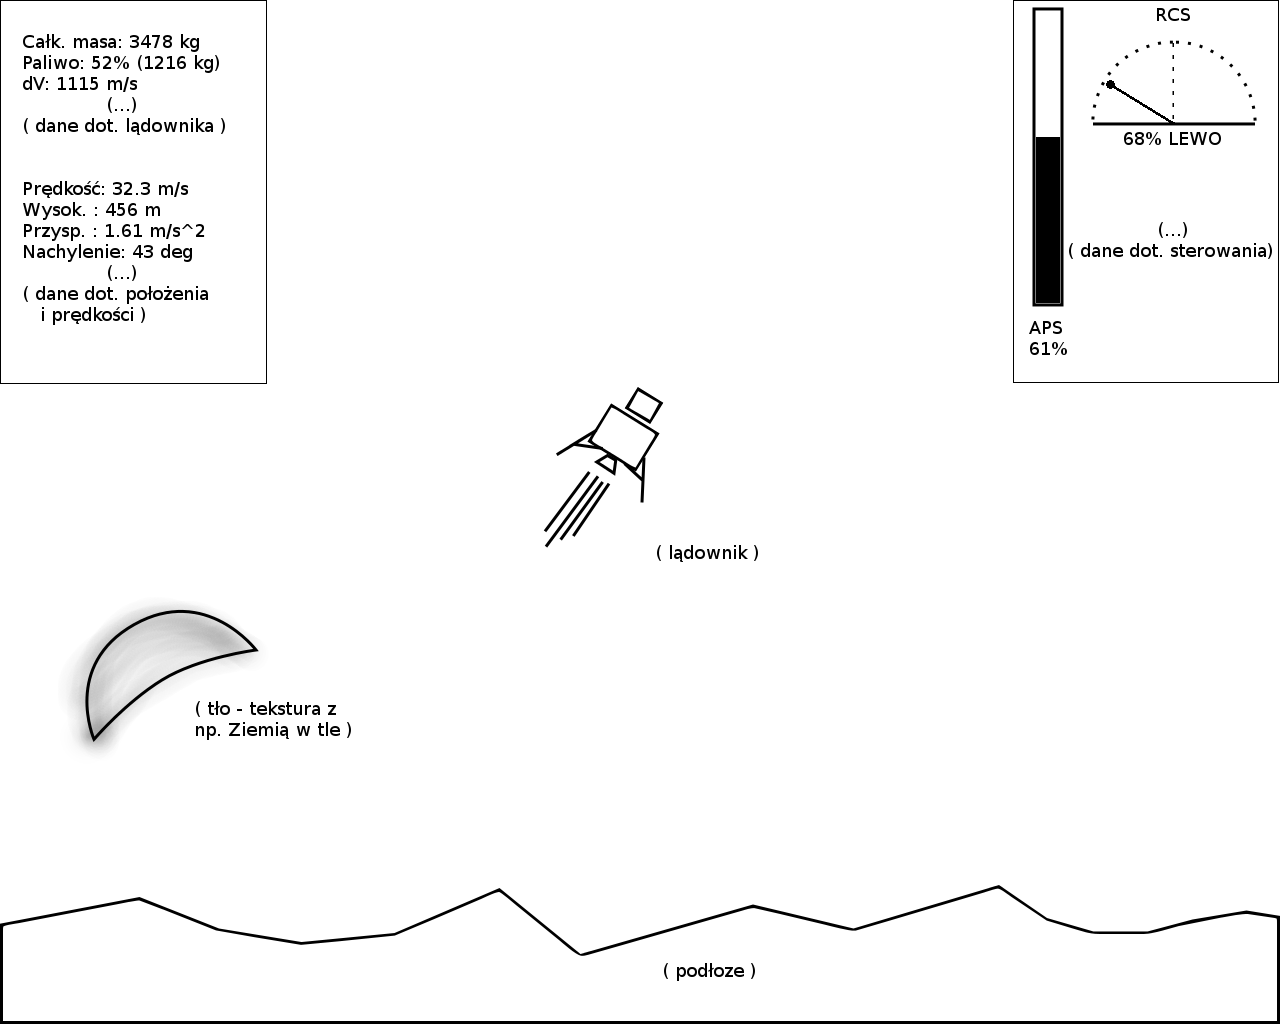 Całk. masa: 3478 kg
Paliwo: 52% (1216 kg)
dV: 1115 m/s
(...)
( dane dot. lądownika )
Prędkość: 32.3 m/s
Wysok. : 456 m
Przysp. : 1.61 m/s^2
Nachylenie: 43 deg
(...)
( dane dot. położenia
i prędkości )
RCS
68% LEWO
(...)
( dane dot. sterowania)
APS
61%
( lądownik )
( tło - tekstura z
np. Ziemią w tle )
( podłoze )